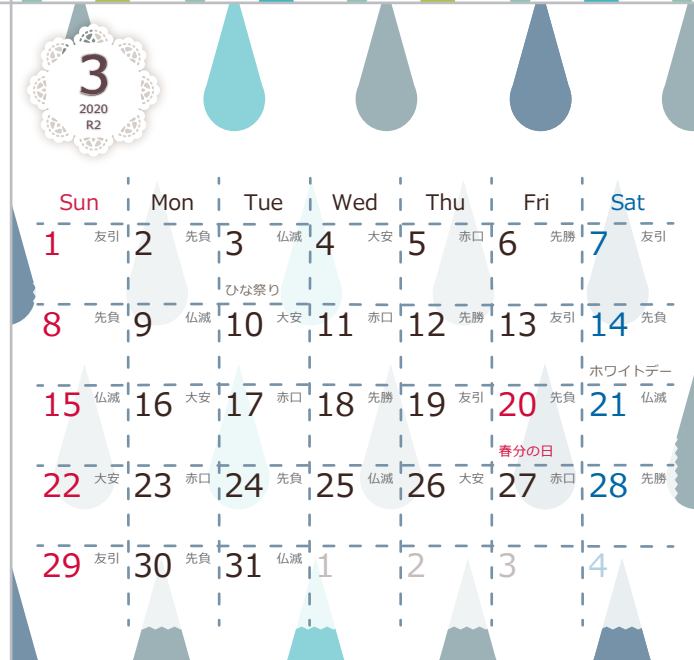 3
2020
R2
Sun Mon Tue Wed Thu Fri Sat
1 友引 2 先負 3 仏滅 4 大安 5 赤口 6 先勝 7 友引
ひな祭り
8 先負 9 仏滅 10 大安 11 赤口 12 先勝 13 友引 14 先負
ホワイトデー
15 仏滅 16 大安 17 赤口 18 先勝 19 友引 20 先負 21 仏滅
春分の日
22 大安 23 赤口 24 先負 25 仏滅 26 大安 27 赤口 28 先勝
29 友引 30 先負 31 仏滅 1 2 3 4